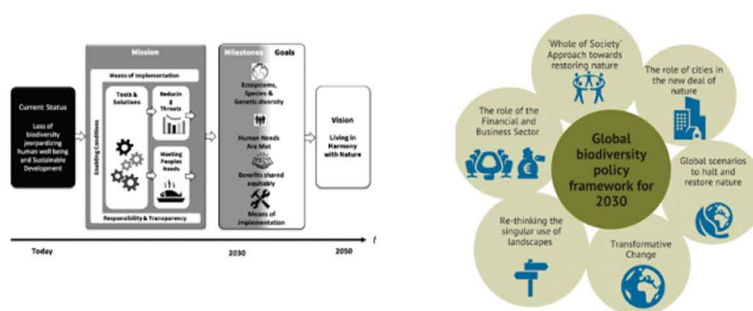 Mission
Milestones Goals
Means of Implementation
Current Status
Loss of
biodiversity
jeorpardizing
human well being
and Sustaieable
Development
Enabling Conditions
Tools &
Solutions
Reducin
g
Threats
Meeting
Peoples
Needs
Responsibility & Transparency
Ecosystems,
Species &
Genetic diversity
Human Needs
Are Met
Benefits shared
equitably
Means of
implementation
Vision
Living in
Harmony
with Nature
Today
2030
2050
t
'Whole of Society'
Approach towards
restoring nature
The role of cities in
the new deal of
nature
The role of the
Financial and
Business Sector
Global
biodiversity
policy
framework for
2030
Global scenarios
to halt and
restore nature
Re-thinking the
singular use of
landscapes
Transformative
Change